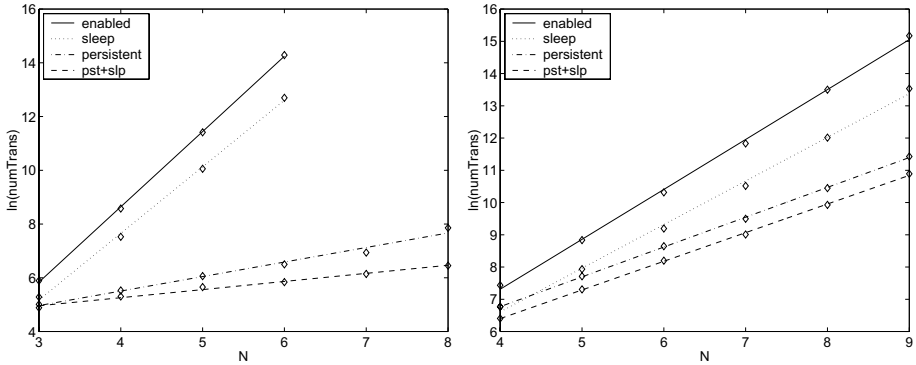 16
14
12
10
8
6
4
ln(numTrans)
3
4
5
6
7
8
N
enabled
sleep
persistent
pst+slp
16
15
14
13
12
11
10
9
8
7
6
ln(numTrans)
4
5
6
7
8
9
N
enabled
sleep
persistent
pst+slp